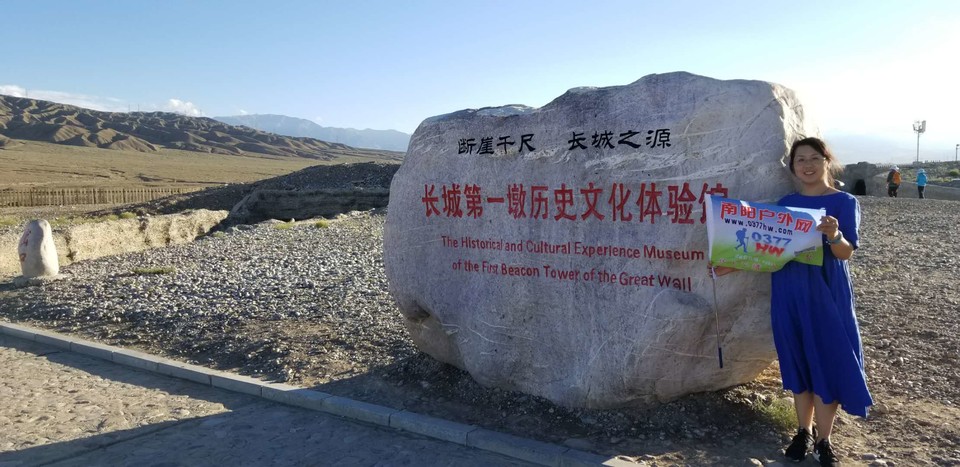 断崖千尺 长城之源
长城第一墩历史文化体验馆
The Historical and Cultural Experience Museum
of the First Beacon Tower of the Great Wall
南阳户外网
www.0377hw.com
0377
HW